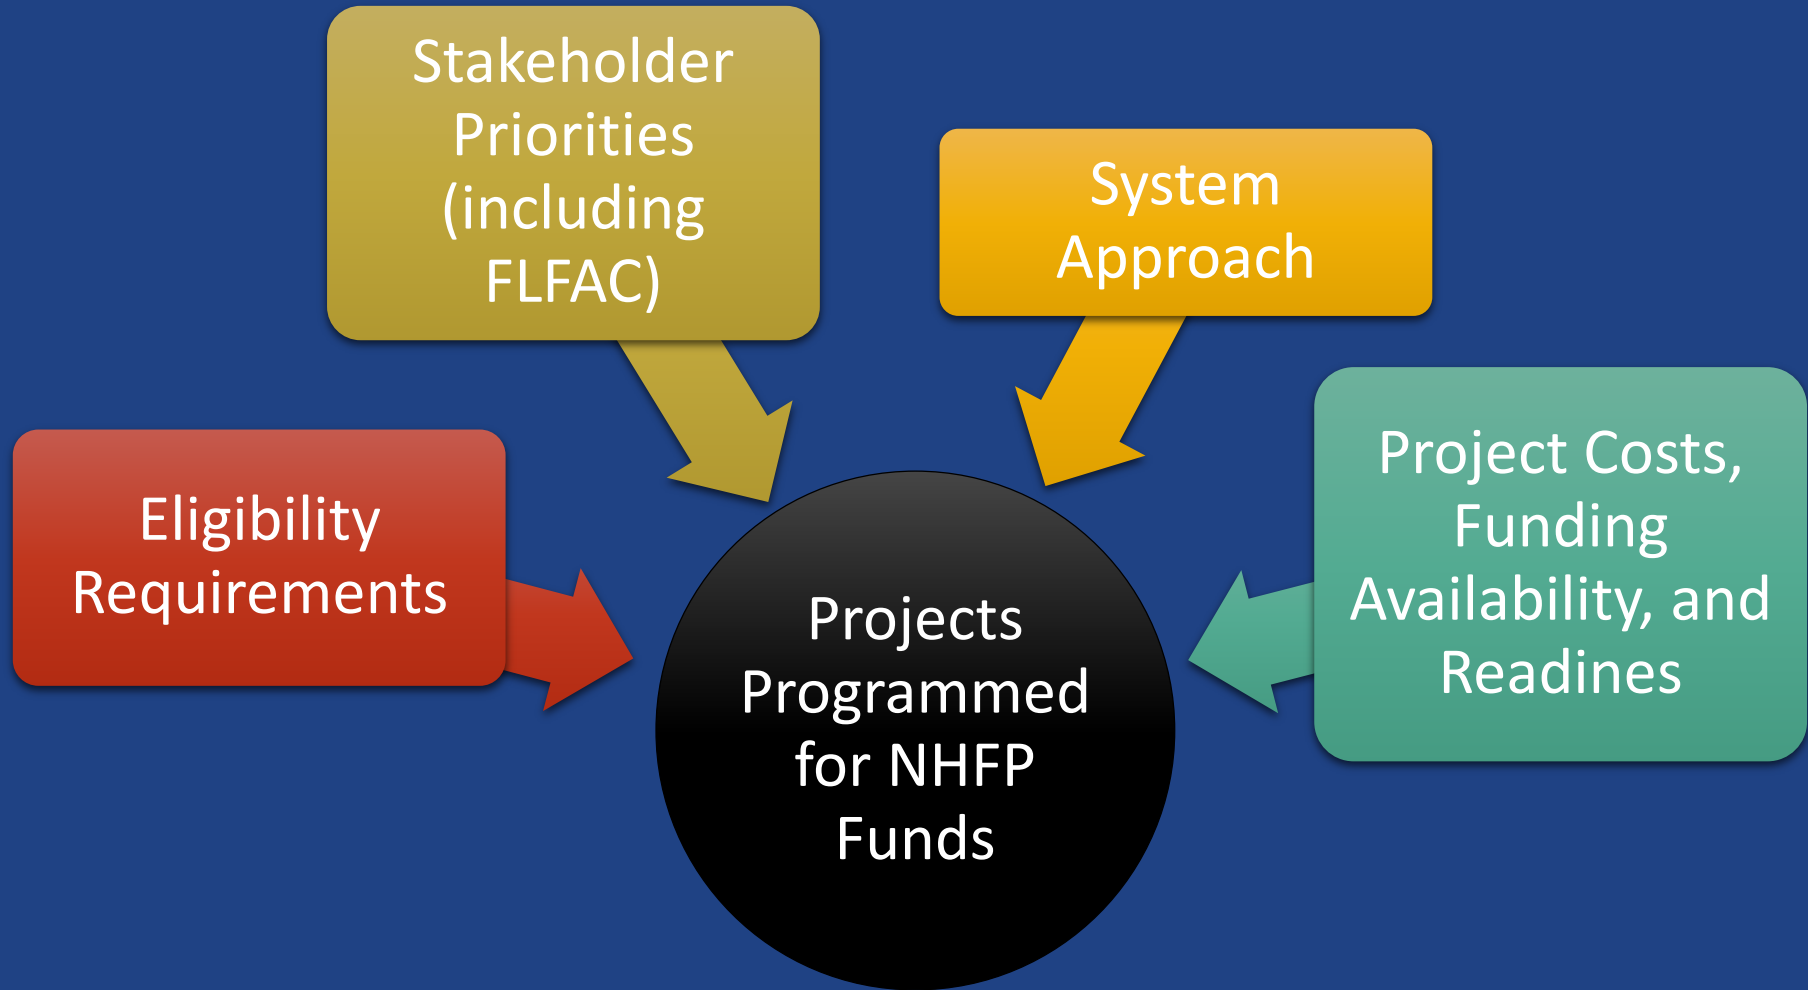 Stakeholder
Priorities
(including
FLFAC)
System
Approach
Eligibility
Requirements
Project Costs,
Funding
Availability, and
Readines
Projects
Programmed
for NHFP
Funds